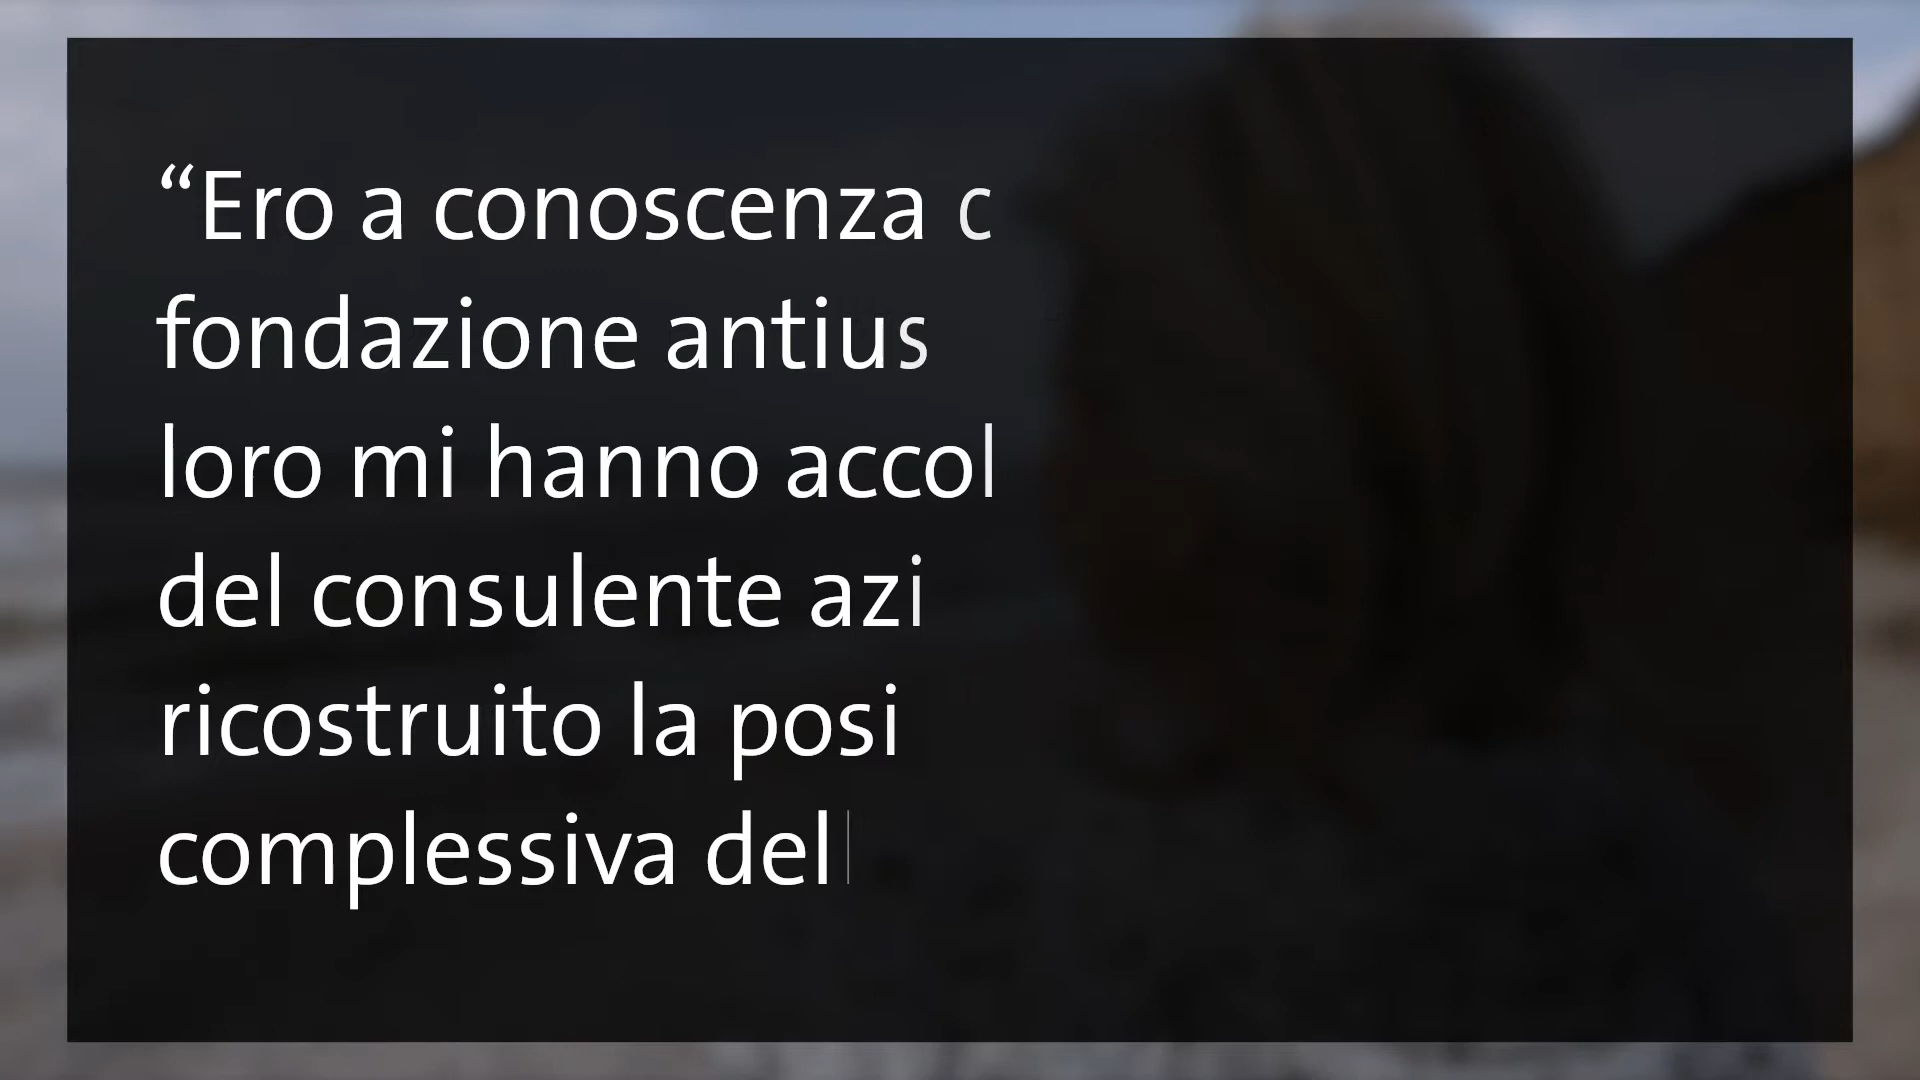 “Ero a conoscenza
fondazione antius
loro mi hanno accol
del consulente azi
ricostruito la posi
complessiva del